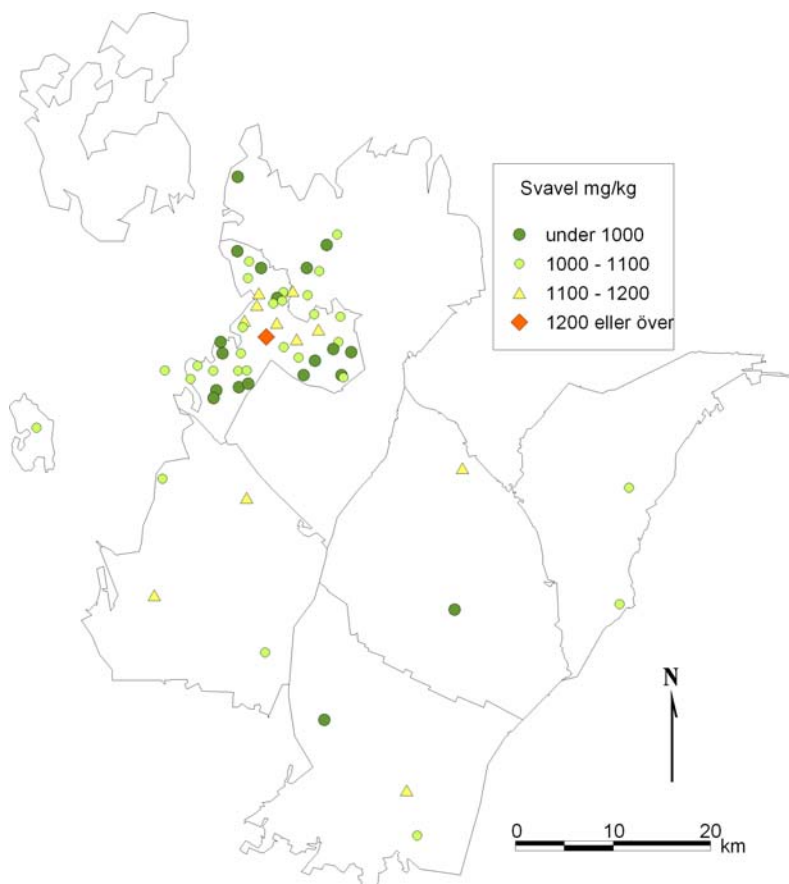 Svavel mg/kg
under 1000
1000 - 1100
1100 - 1200
1200 eller över
N
0 10 20
km